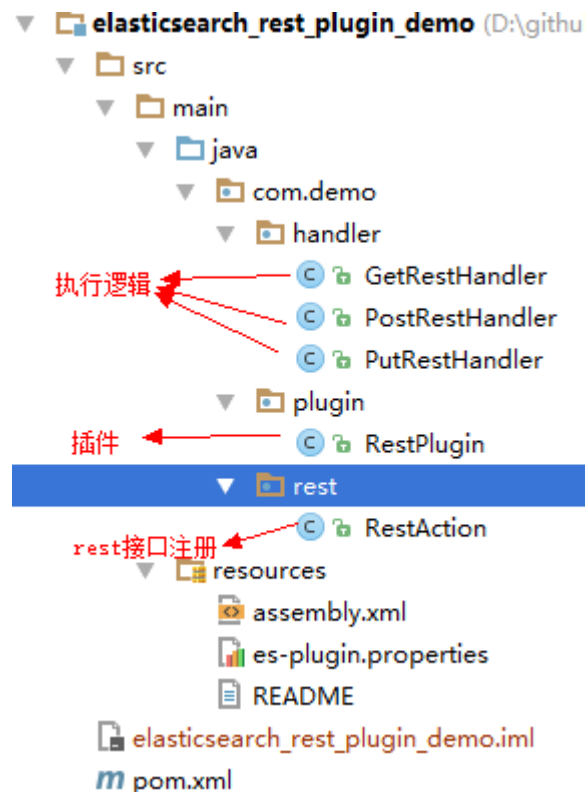 elasticsearch_rest_plugin_demo (D:\githu
src
main
java
com.demo
handler
执行逻辑 GetRestHandler
PostRestHandler
PutRestHandler
plugin
插件 RestPlugin
rest
rest接口注册 RestAction
resources
assembly.xml
es-plugin.properties
README
elasticsearch_rest_plugin_demo.iml
m pom.xml